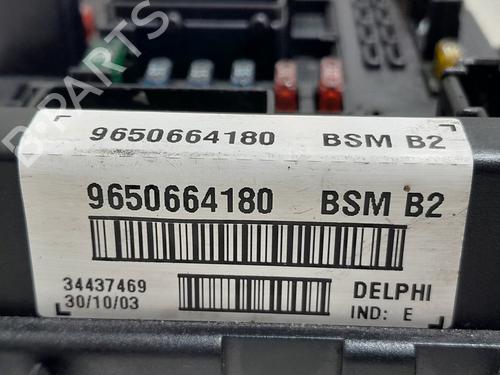 B-PARTS
9650664180 BSM B2
9650664180 BSM B2
34437469 DELPHI
30/10/03 IND: E